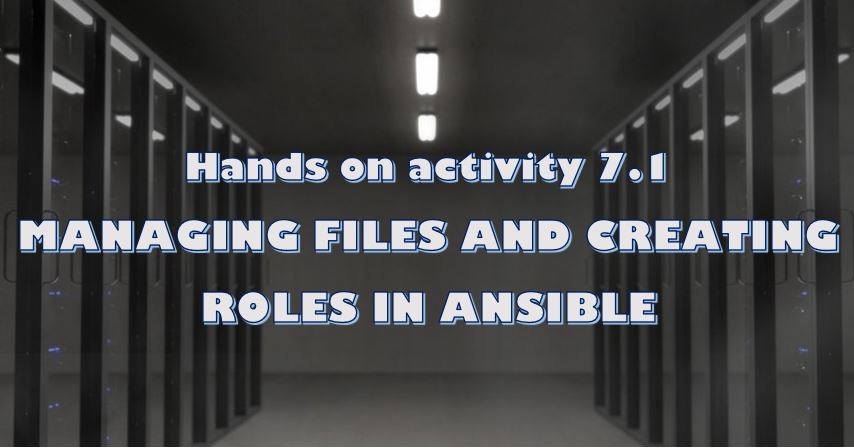 Hands on activity 7.1
MANAGING FILES AND CREATING
ROLES IN ANSIBLE